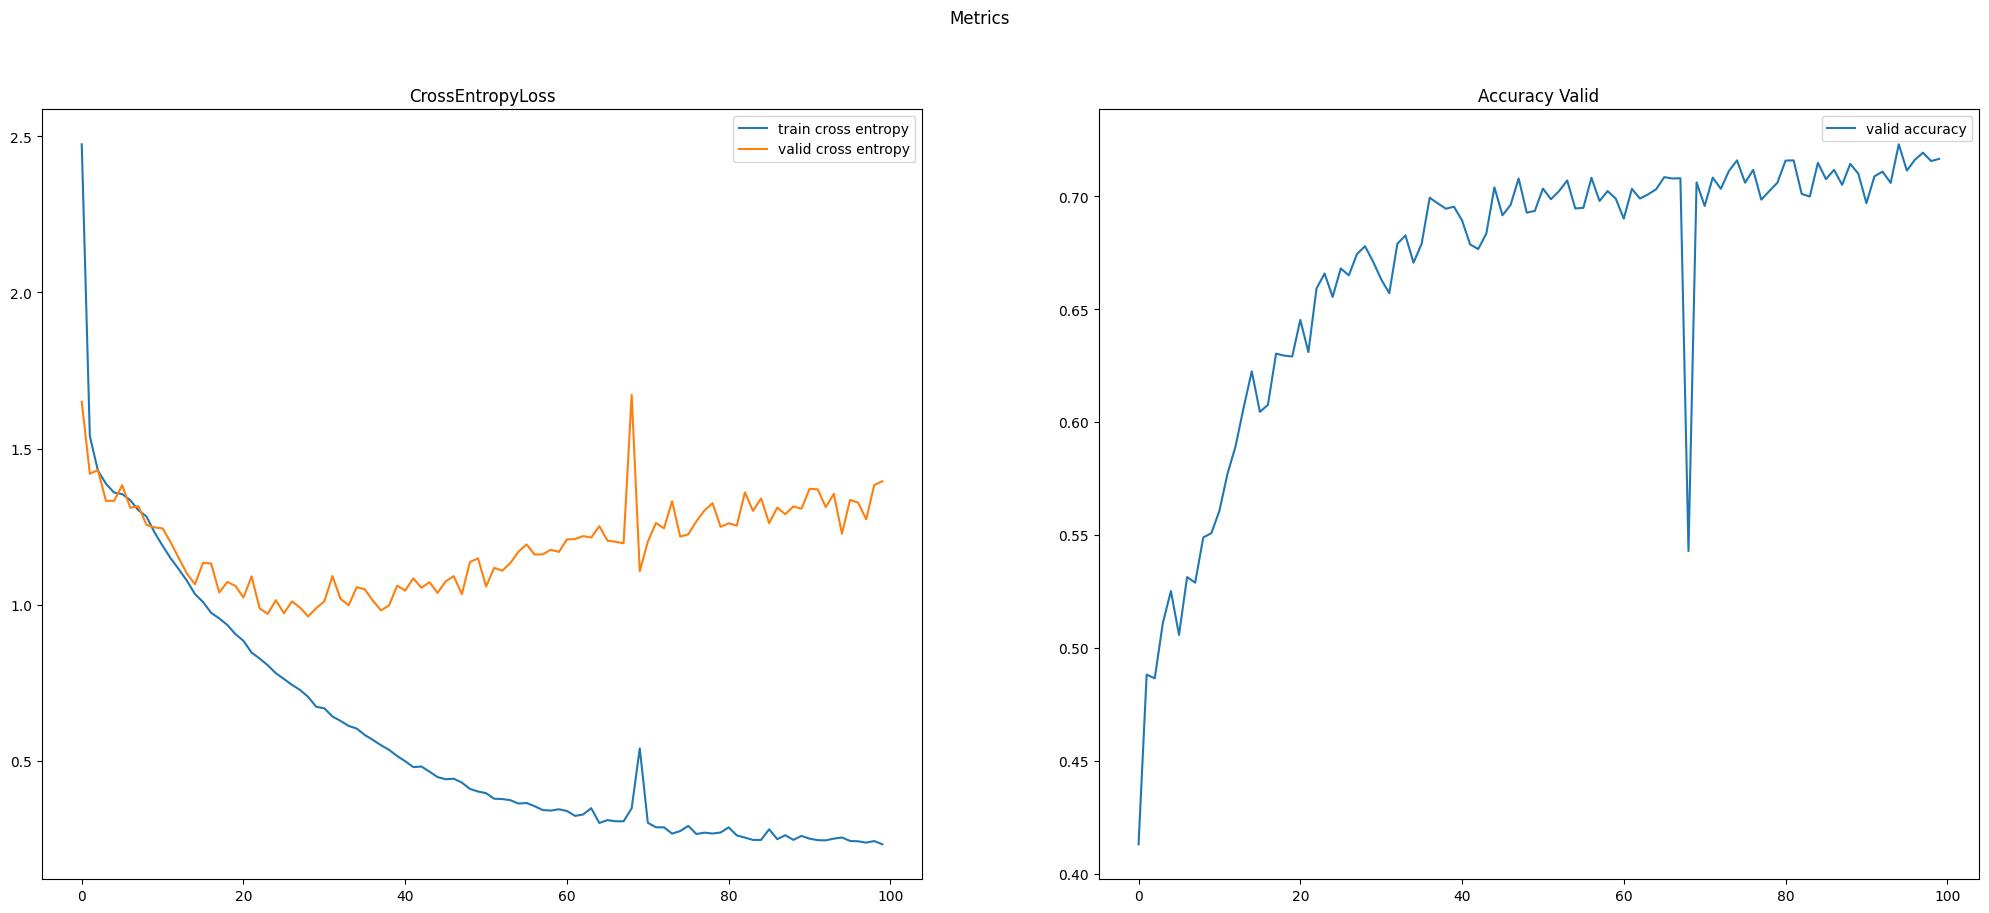 Metrics
CrossEntropyLoss
train cross entropy
valid cross entropy
2.5
2.0
1.5
1.0
0.5
0 20 40 60 80 100
Accuracy Valid
valid accuracy
0.70
0.65
0.60
0.55
0.50
0.45
0.40
0 20 40 60 80 100